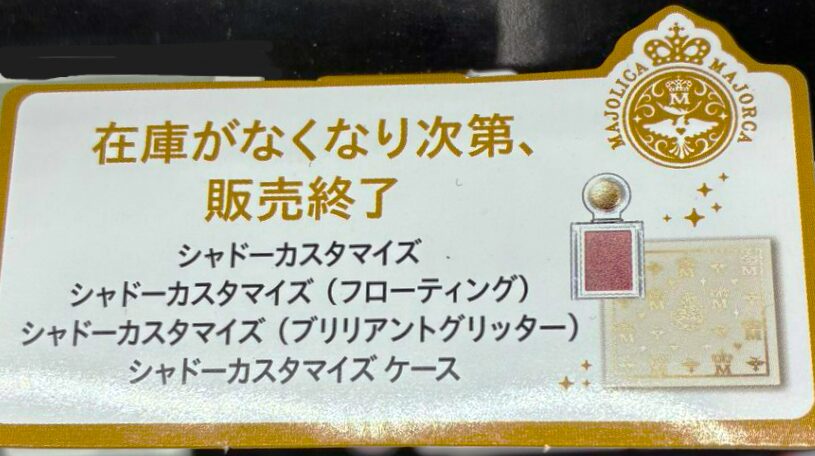 MAJOLICA MAJORCA
M
在庫がなくなり次第、
販売終了
シャドーカスタマイズ
シャドーカスタマイズ（フローティング）
シャドーカスタマイズ（ブリリアントグリッター）
シャドーカスタマイズ ケース